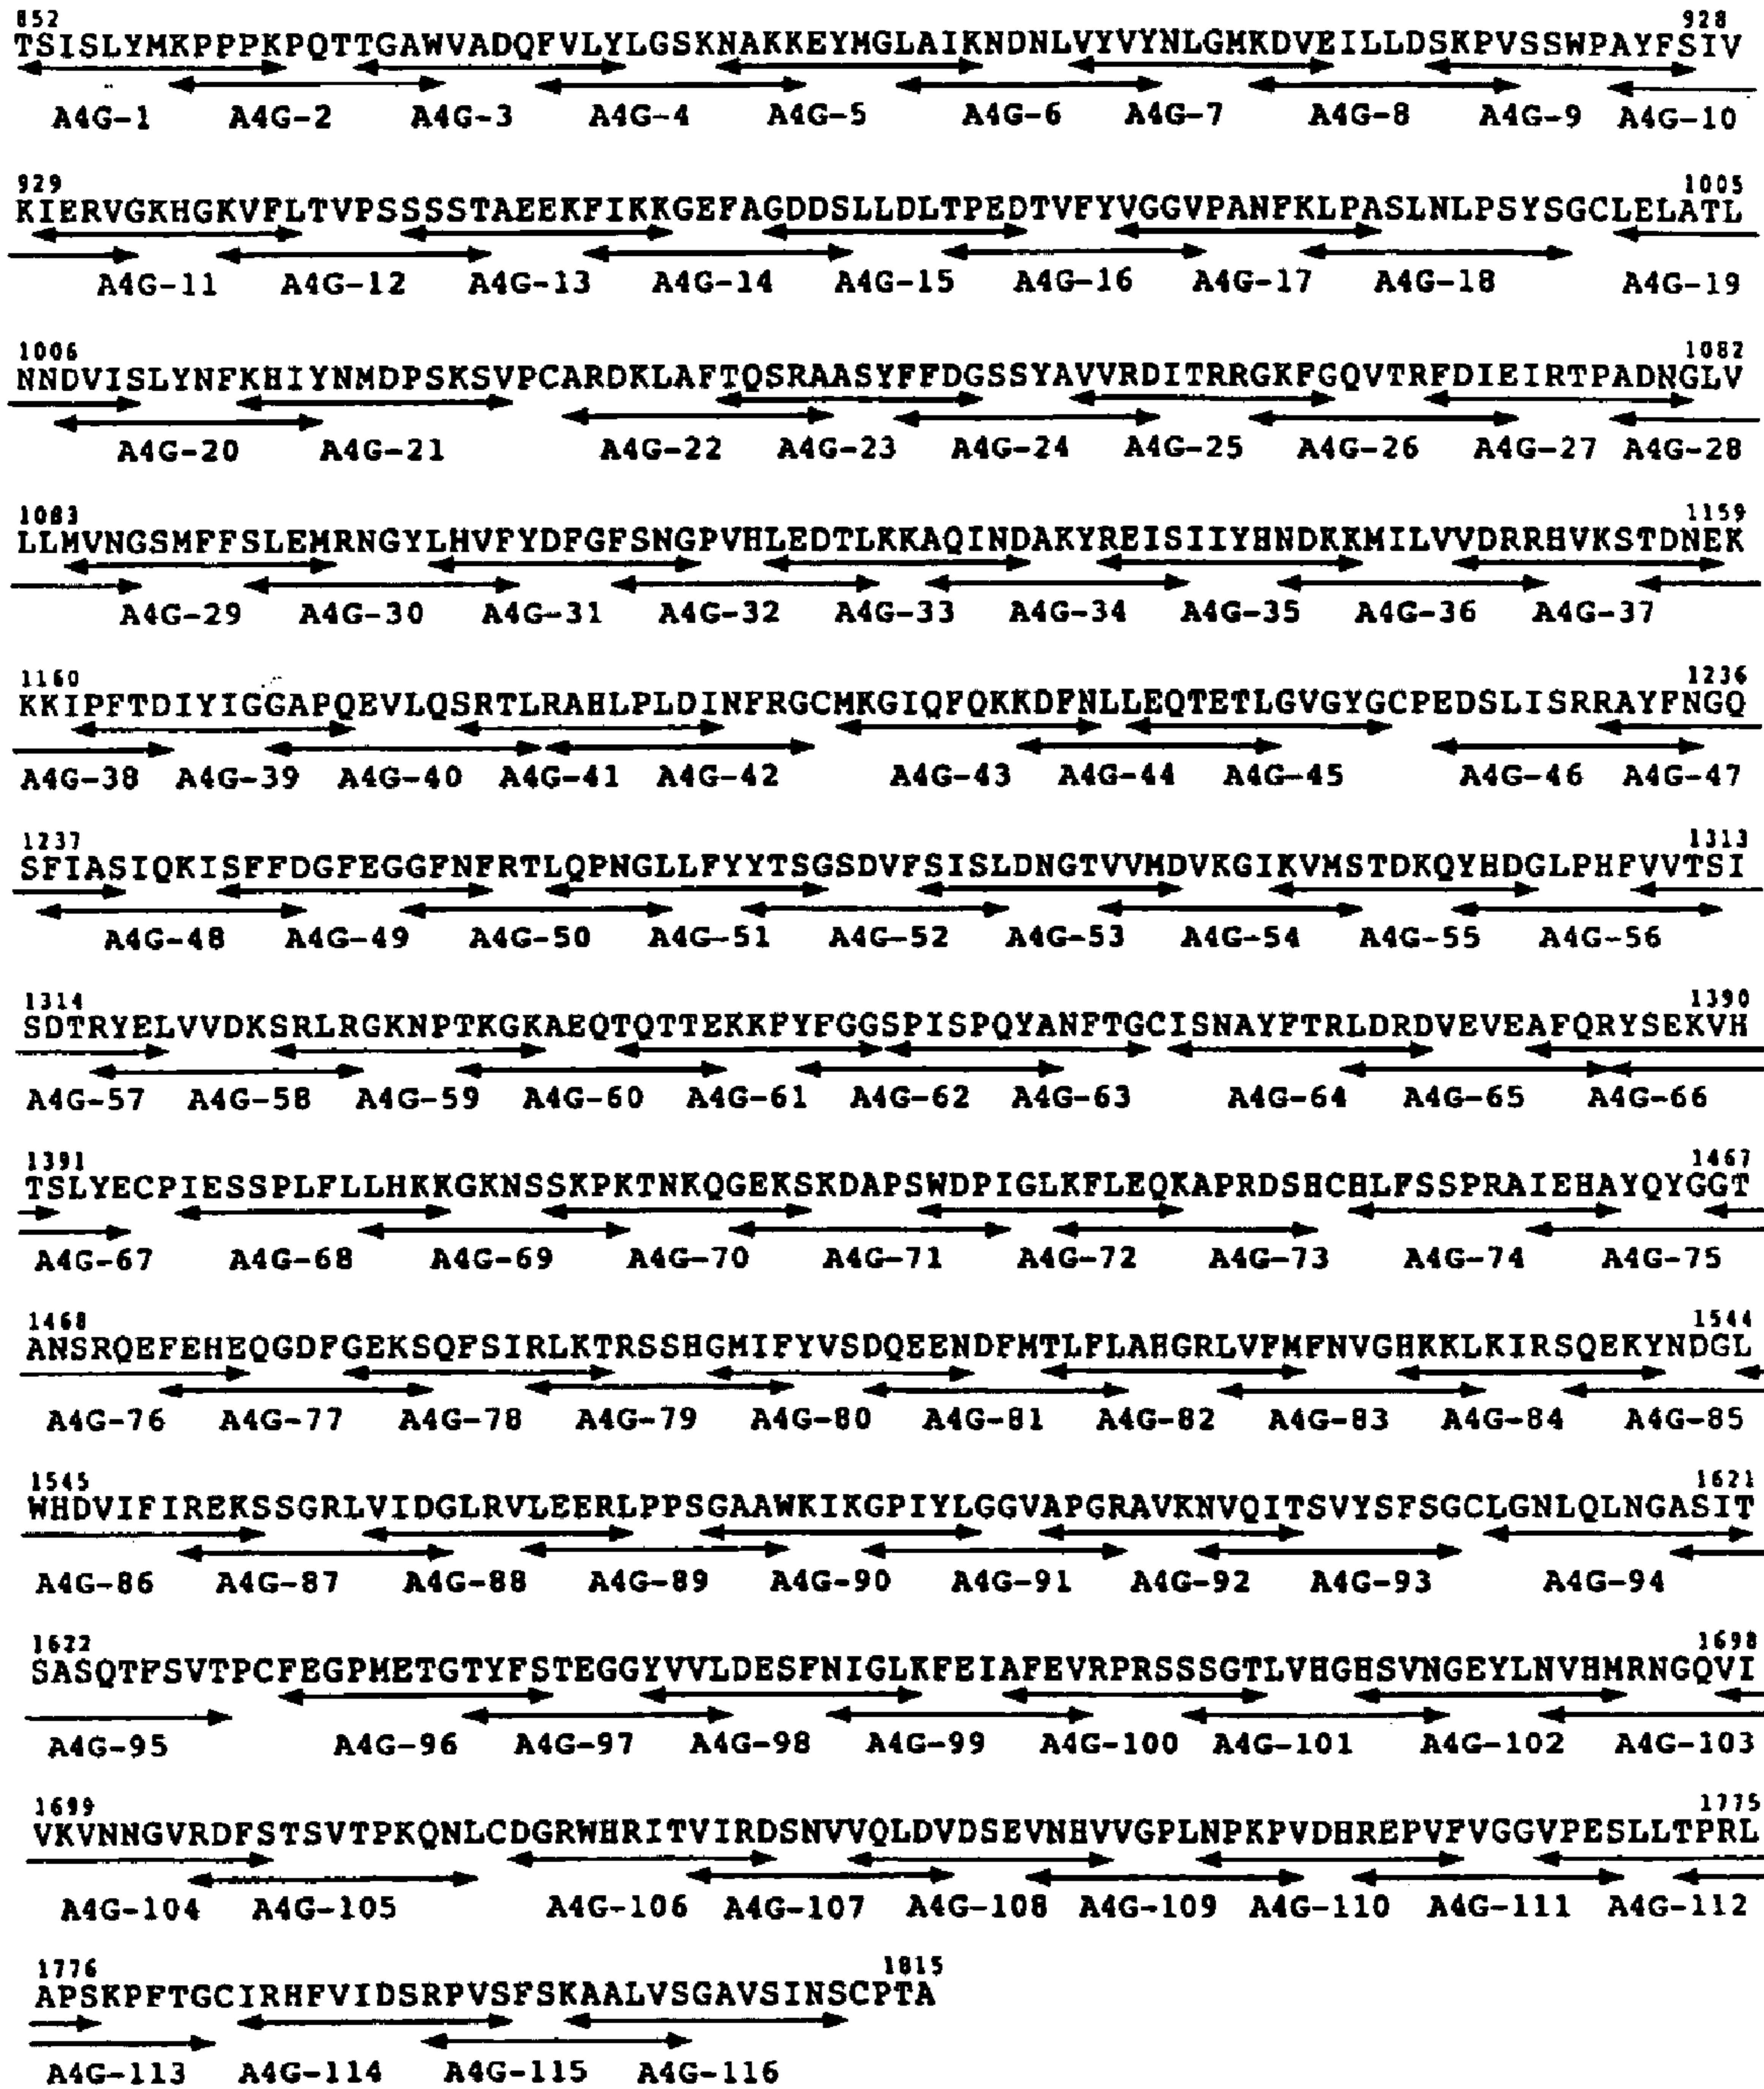 852 928
TSISLYMKPPPKPQTTGAWVADQFVLYLGSKNAKKEYMGLAIKNDNLVYVYNLGMKDVEILLDSKPVSSWPAYFSIV
A4G-1 A4G-2 A4G-3 A4G-4 A4G-5 A4G-6 A4G-7 A4G-8 A4G-9 A4G-10
929 1005
KIERVGKHGKVFLTVPSSSSTAEEKFIKKGEFAGDDSLLDLTPEDTVFYVGGVPANFKLPASLNLPSYSGCLELATL
A4G-11 A4G-12 A4G-13 A4G-14 A4G-15 A4G-16 A4G-17 A4G-18 A4G-19
1006 1082
NNDVISLYNFKHIYNMDPSKSVPCARDKLAFTQSRAASYFFDGSSYAVVRDITRRGKFGQVTRFDIEIRTPADNGLV
A4G-20 A4G-21 A4G-22 A4G-23 A4G-24 A4G-25 A4G-26 A4G-27 A4G-28
1083 1159
LLMVNGSMFFSLEMRNGYLHVFYDFGFSNGPVHLEDTLKKAQINDAKYREISIIYHNDKKMILVVDRRHVKSTDNEK
A4G-29 A4G-30 A4G-31 A4G-32 A4G-33 A4G-34 A4G-35 A4G-36 A4G-37
1160 1236
KKIPFTDIYIGGAPQEVLQSRTLRAHLPLDINFRGCMKGIQFQKKDFNLLEQTETLGVGYGCPEDSLISRRAYFNGQ
A4G-38 A4G-39 A4G-40 A4G-41 A4G-42 A4G-43 A4G-44 A4G-45 A4G-46 A4G-47
1237 1313
SFIASIQKISFFDGFEGGFNFRTLQPNGLLFYYTSGSDVFSISLDNGTVVMDVKGIKVMSTDKQYHDGLPHFVVTSI
A4G-48 A4G-49 A4G-50 A4G-51 A4G-52 A4G-53 A4G-54 A4G-55 A4G-56
1314 1390
SDTRYELVVDKSRLRGKNPTKGKAEQTQTTEKKFYFGGSPISPQYANFTGCISNAYFTRLDRDVEVEAFQRYSEKVH
A4G-57 A4G-58 A4G-59 A4G-60 A4G-61 A4G-62 A4G-63 A4G-64 A4G-65 A4G-66
1391 1467
TSLYECPIESSPLFLLHKKGKNSSKPKTNKQGEKSKDAPSWDPIGLKFLEQKAPRDSHCHLFSSPRAIEHAYQYGGT
A4G-67 A4G-68 A4G-69 A4G-70 A4G-71 A4G-72 A4G-73 A4G-74 A4G-75
1468 1544
ANSRQEFEHEQGDFGEKSQFSIRLKTRSSHGMIFYVSDQEENDFMTLFLAHGRLVFMFNVGHKKLKIRSQEKYNDGL
A4G-76 A4G-77 A4G-78 A4G-79 A4G-80 A4G-81 A4G-82 A4G-83 A4G-84 A4G-85
1545 1621
WHDVIFIREKSSGRLVIDGLRVLEERLPPSGAAWKIKGPIYLGGVAPGRAVKNVQITSVYSFSGCLGNLQLNGASIT
A4G-86 A4G-87 A4G-88 A4G-89 A4G-90 A4G-91 A4G-92 A4G-93 A4G-94
1622 1698
SASQTFSVTPCFEGPMETGTYFSTEGGYVVLDESFNIGLKFEIAFEVRPRSSSGTLVHGHSVNGEYLNVHMRNGQVI
A4G-95 A4G-96 A4G-97 A4G-98 A4G-99 A4G-100 A4G-101 A4G-102 A4G-103
1699 1775
VKVNNGVRDFSTSVTPKQNLCDGRWHRITVIRDSNVVQLDVDSEVNHVVGPLNPKPVDHREPVFVGGVPESLLTPRL
A4G-104 A4G-105 A4G-106 A4G-107 A4G-108 A4G-109 A4G-110 A4G-111 A4G-112
1776 1815
APSKPFTGCIRHFVIDSRPVSFSKAALVSGAVSINSCPTA
A4G-113 A4G-114 A4G-115 A4G-116